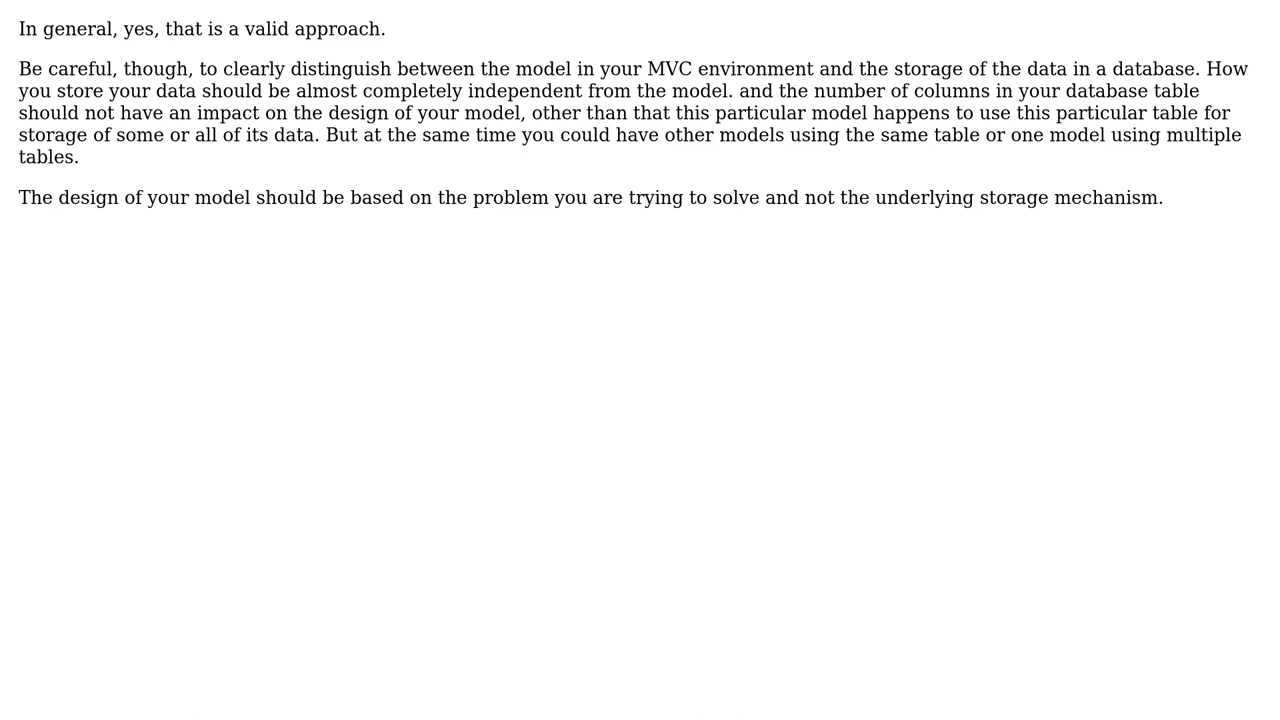 In general, yes, that is a valid approach.
Be careful, though, to clearly distinguish between the model in your MVC environment and the storage of the data in a database. How
you store your data should be almost completely independent from the model. and the number of columns in your database table
should not have an impact on the design of your model, other than that this particular model happens to use this particular table for
storage of some or all of its data. But at the same time you could have other models using the same table or one model using multiple
tables.
The design of your model should be based on the problem you are trying to solve and not the underlying storage mechanism.